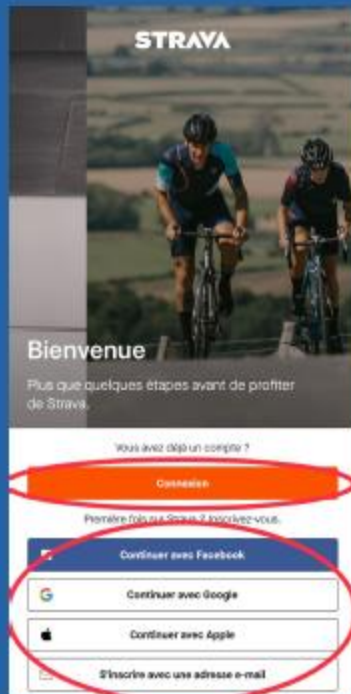 STRAVA
Bienvenue
Plus que quelques étapes avant de profiter
de Strava.
Vous avez déjà un compte ?
Connexion
Première fois sur Strava ? Inscrivez-vous.
Continuer avec Facebook
Continuer avec Google
Continuer avec Apple
S'inscrire avec une adresse e-mail